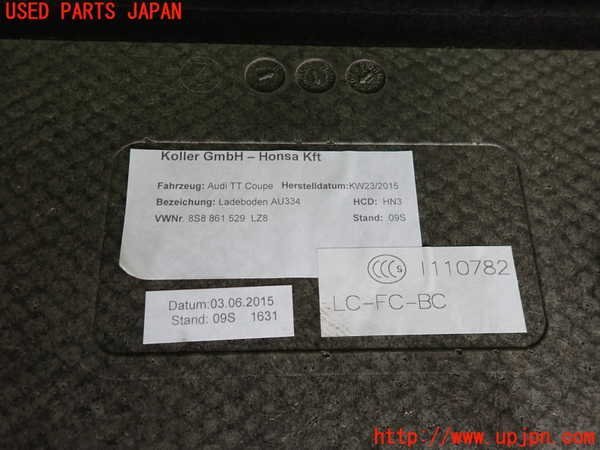 USED PARTS JAPAN
Koller GmbH – Honsa Kft
Fahrzeug: Audi TT Coupe Herstelldatum:KW23/2015
Bezeichung: Ladeboden AU334 HCD: HN3
VWNr. 8S8 861 529 LZ8 Stand: 09S
CCC S 1110782
LC-FC-BC
Datum:03.06.2015
Stand: 09S 1631
http://www.upjpn.com/